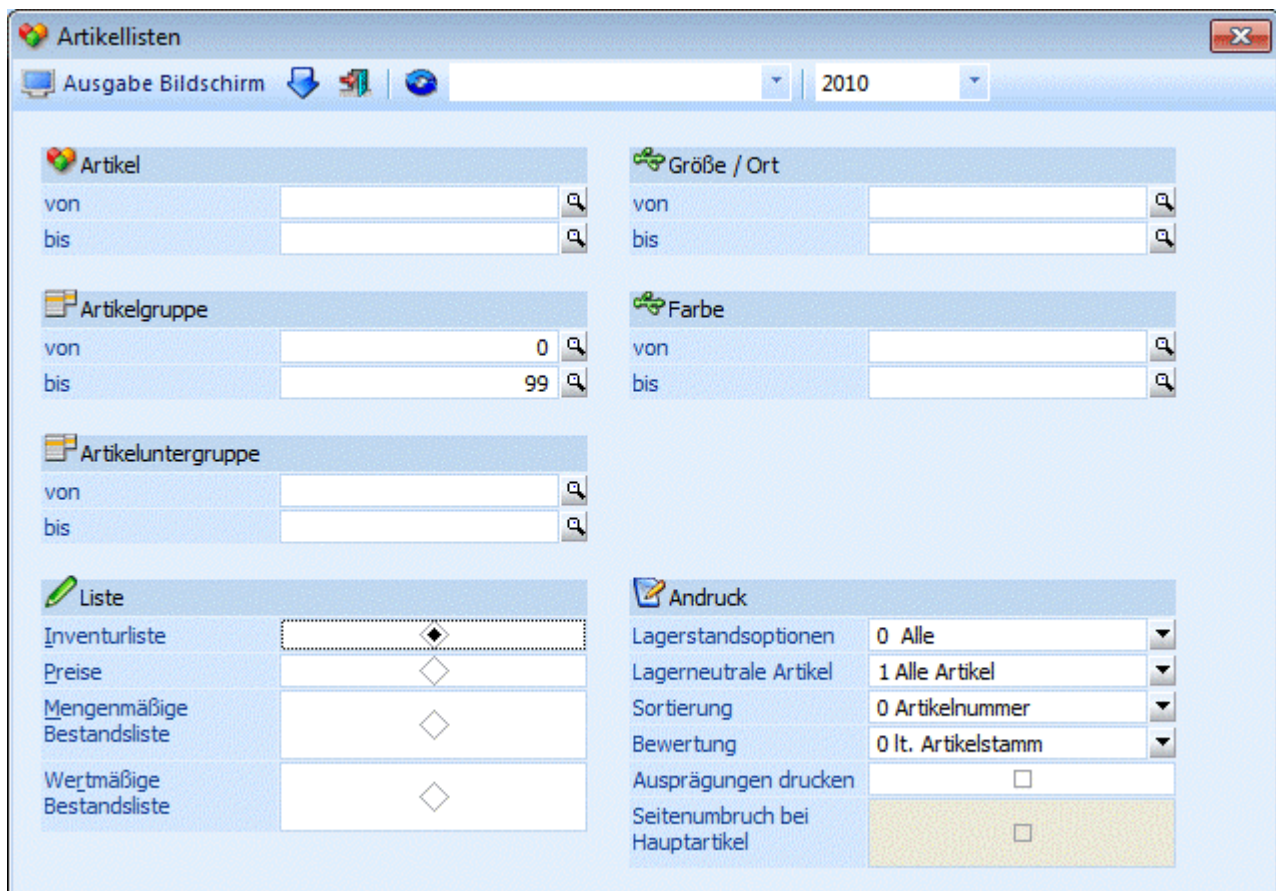 Artikellisten
Ausgabe Bildschirm 2010
Artikel
von
bis
Größe / Ort
von
bis
Artikelgruppe
von 0
bis 99
Farbe
von
bis
Artikeluntergruppe
von
bis
Liste
Inventurliste
Preise
Mengenmäßige
Bestandsliste
Wertmäßige
Bestandsliste
Andruck
Lagerstandsoptionen 0 Alle
Lagerneutrale Artikel 1 Alle Artikel
Sortierung 0 Artikelnummer
Bewertung 0 lt. Artikelstamm
Ausprägungen drucken
Seitenumbruch bei
Hauptartikel